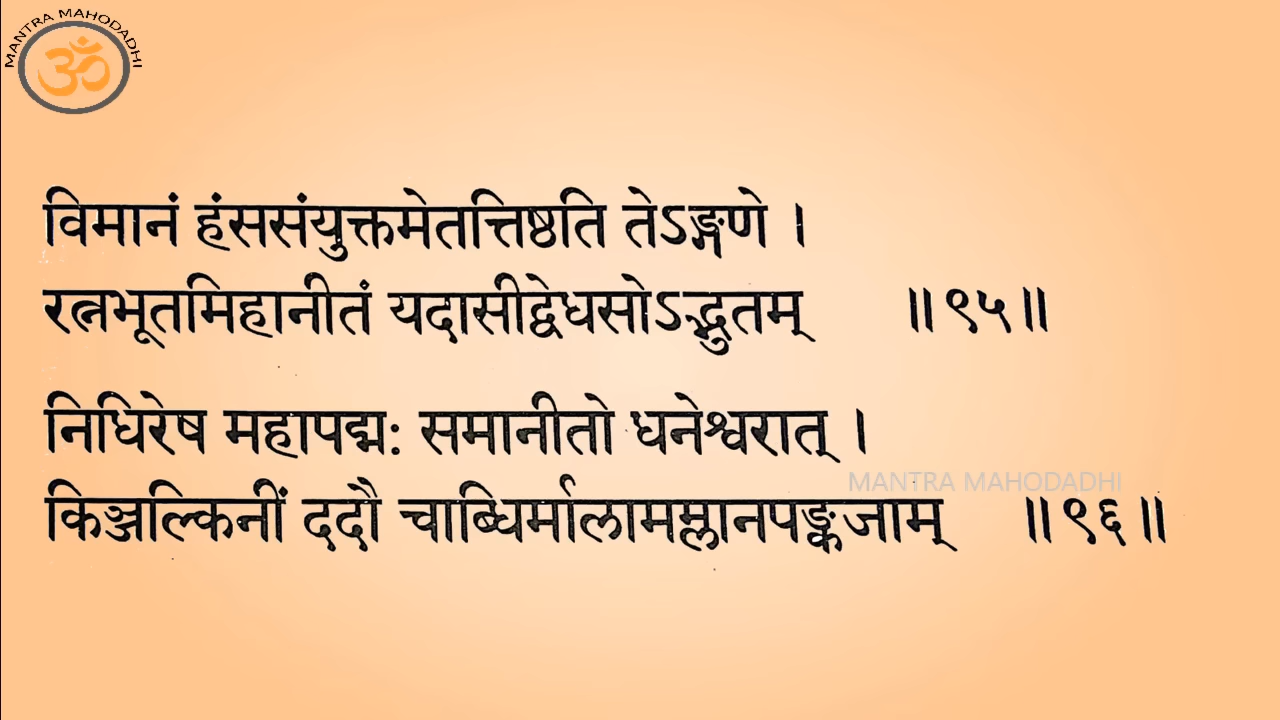 MANTRA MAHODADHI
विमानं हंससंयुक्तमेतत्तिष्ठति तेऽङ्गणे ।
रत्नभूतमिहानीतं यदासीद्वेधसोऽद्भुतम् ॥ ९५ ॥
निधिरेष महापद्मः समानीतो धनेश्वरात् ।
MANTRA MAHODADHI
किञ्जल्किनीं ददौ चाब्धिर्मालामम्लानपङ्कजाम् ॥ ९६ ॥